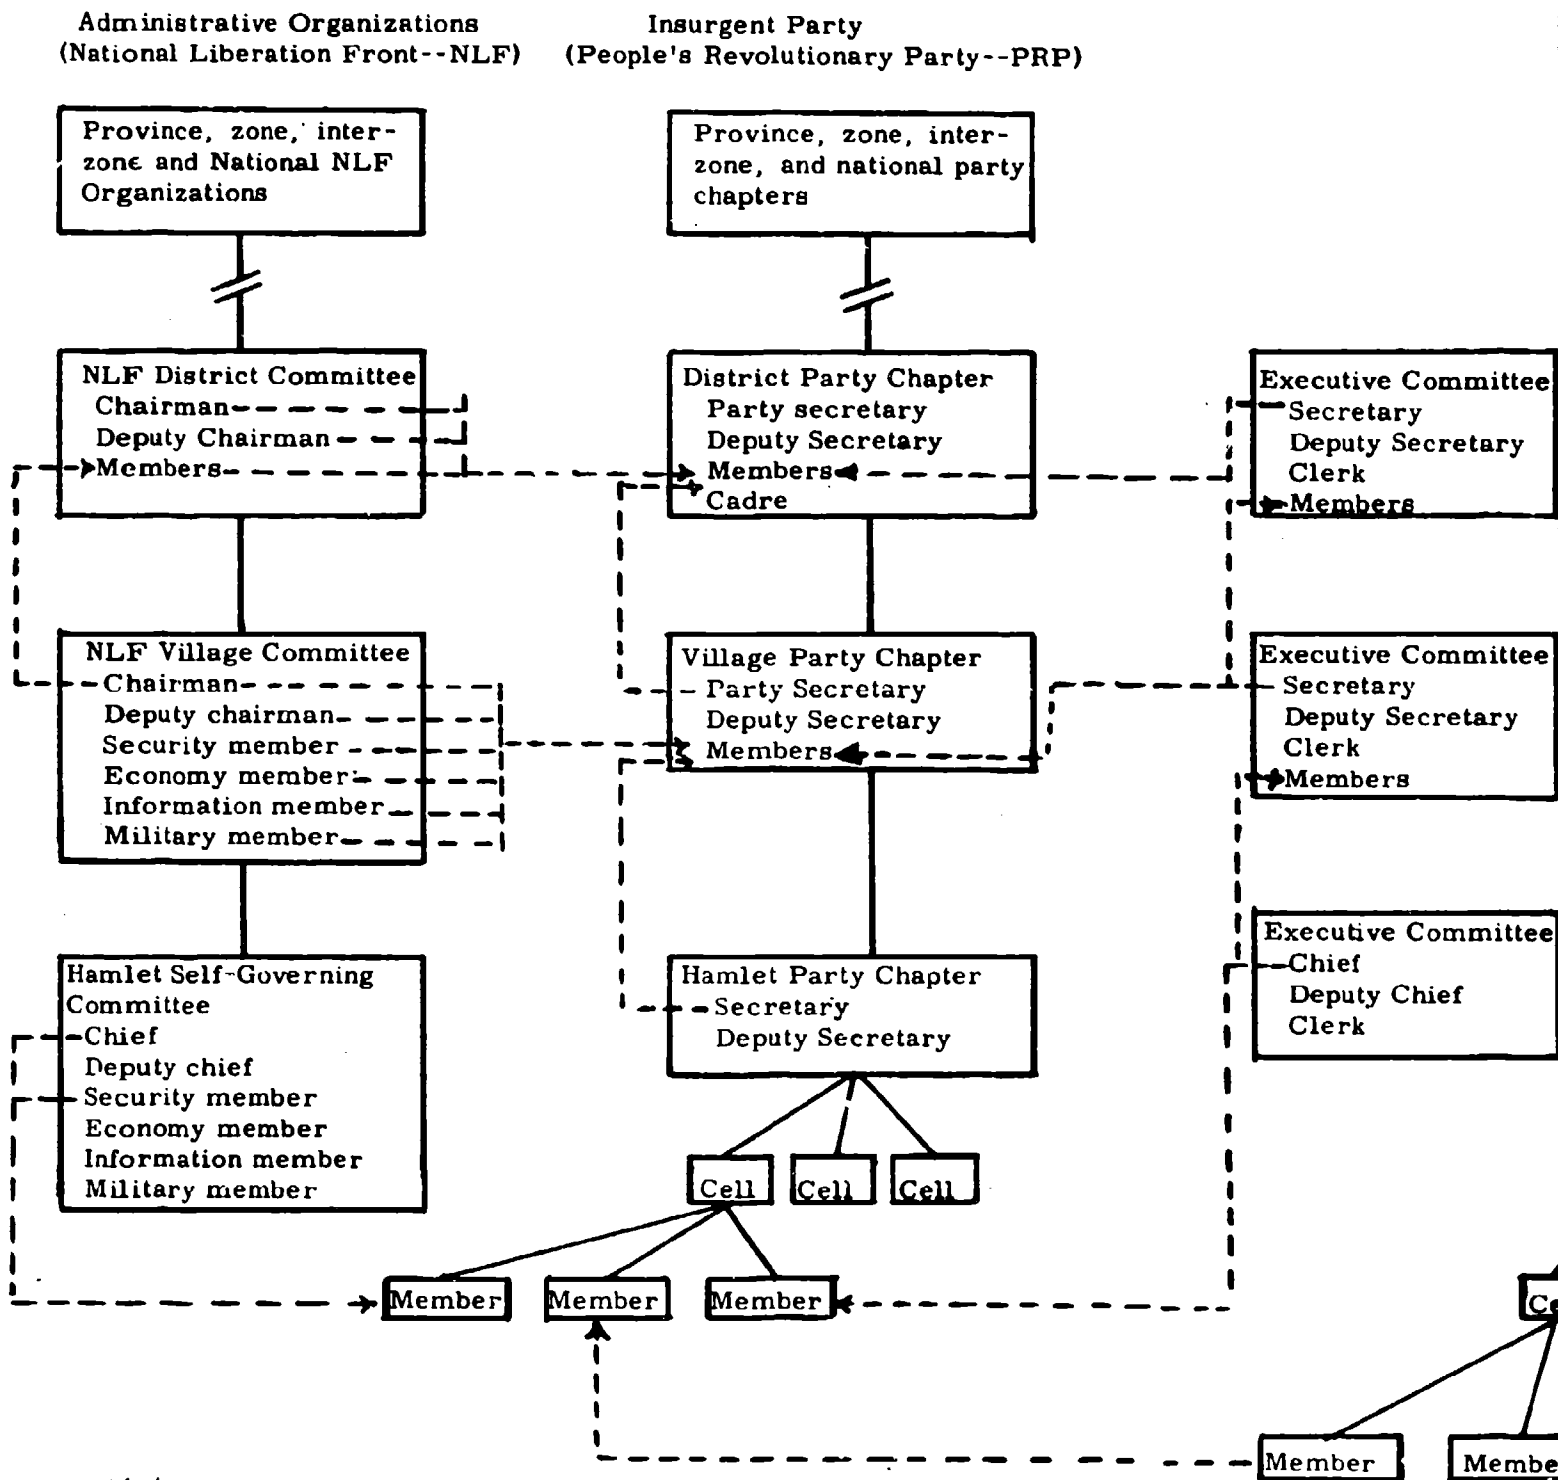 Administrative Organizations
(National Liberation Front--NLF)
Insurgent Party
(People's Revolutionary Party--PRP)
Province, zone, inter-
zone and National NLF
Organizations
Province, zone, inter-
zone, and national party
chapters
NLF District Committee
Chairman
Deputy Chairman
Members
District Party Chapter
Party secretary
Deputy Secretary
Members
Cadre
Executive Committee
Secretary
Deputy Secretary
Clerk
Members
NLF Village Committee
Chairman
Deputy chairman
Security member
Economy member
Information member
Military member
Village Party Chapter
Party Secretary
Deputy Secretary
Members
Executive Committee
Secretary
Deputy Secretary
Clerk
Members
Hamlet Self-Governing
Committee
Chief
Deputy chief
Security member
Economy member
Information member
Military member
Hamlet Party Chapter
Secretary
Deputy Secretary
Executive Committee
Chief
Deputy Chief
Clerk
Cell
Cell
Cell
Member
Member
Member
Ce
Member
Membe